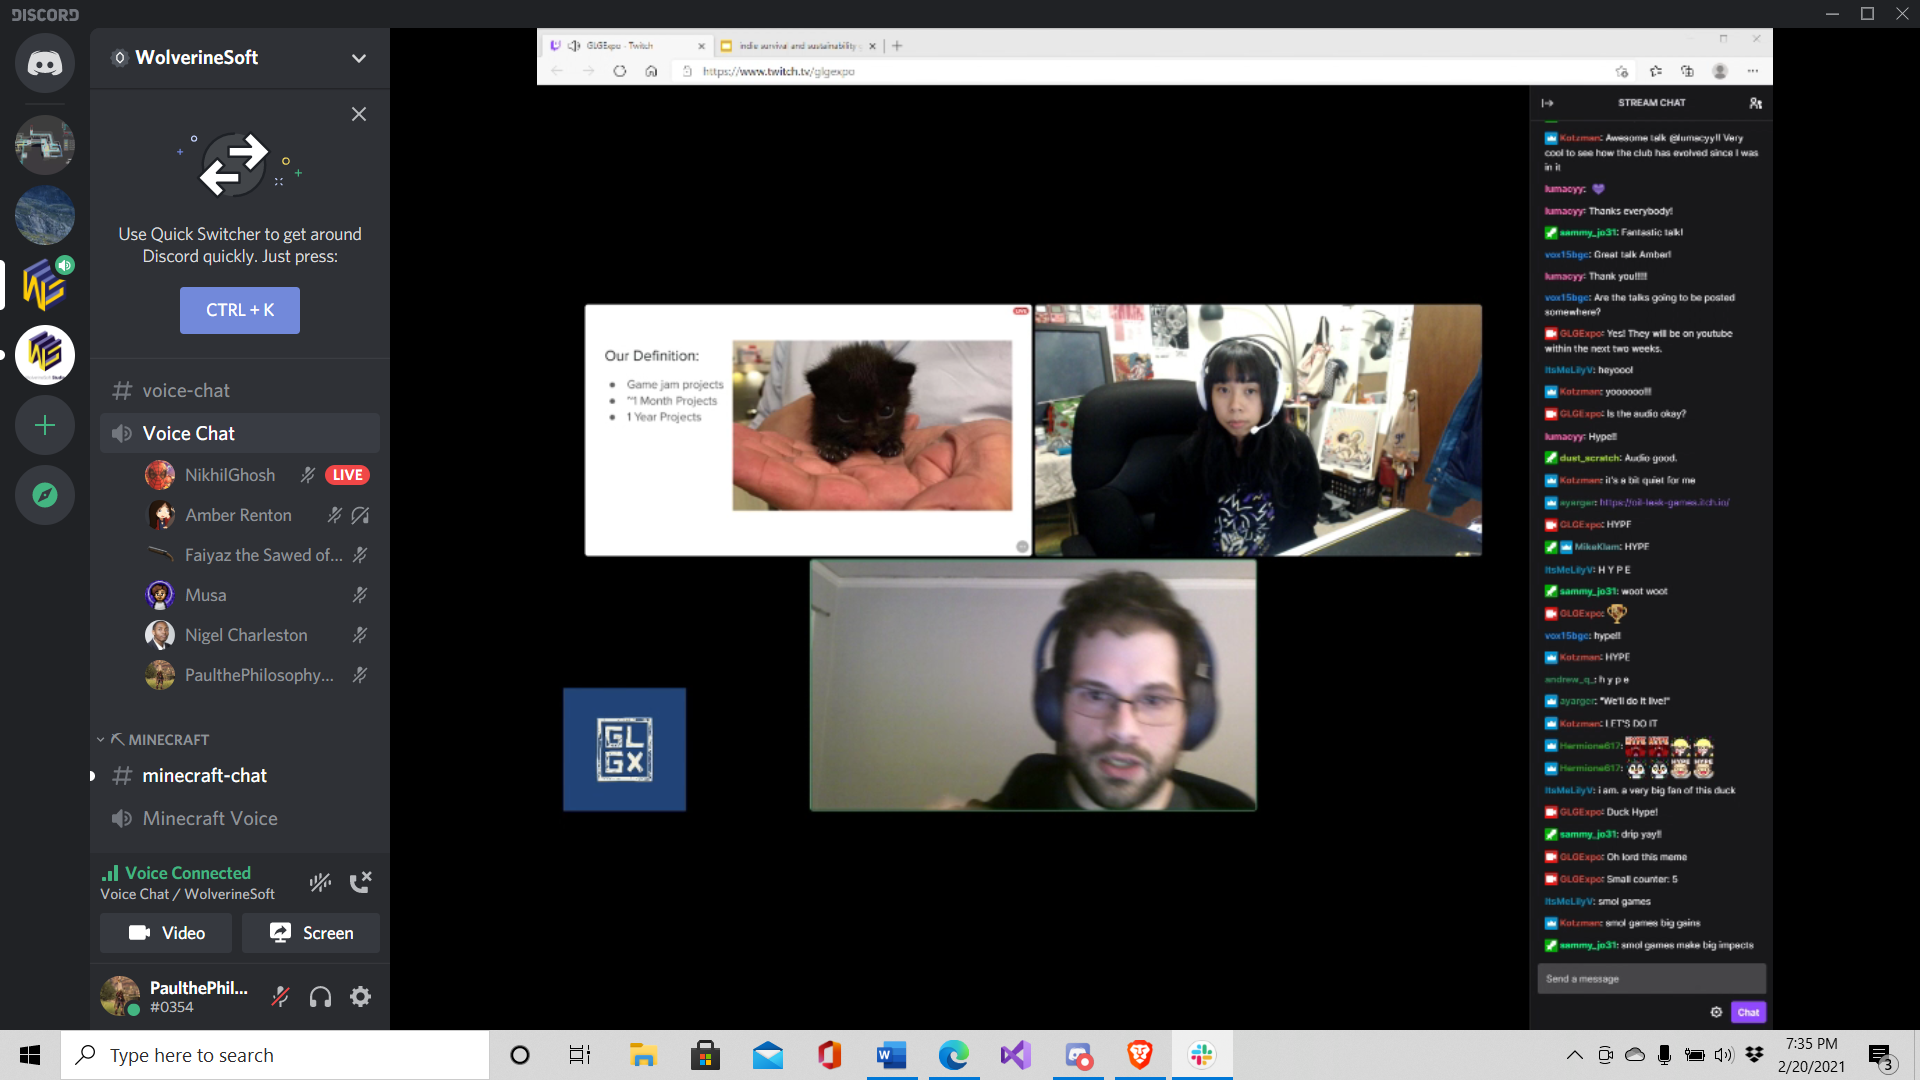 DISCORD
WolverineSoft
Use Quick Switcher to get around
Discord quickly. Just press:
CTRL + K
voice-chat
Voice Chat
NikhilGhosh LIVE
Amber Renton
Faiyaz the Sawed of...
Musa
Nigel Charleston
PaulthePhilosophy...
MINECRAFT
minecraft-chat
Minecraft Voice
Voice Connected
Voice Chat / WolverineSoft
Video Screen
PaulthePhil...
#0354
GLGExpo - Twitch
indie survival and sustainability
https://www.twitch.tv/glgexpo
LIVE
Our Definition:
Game jam projects
~1 Month Projects
1 Year Projects
GL
GX
STREAM CHAT
Kotzman: Awesome talk @lumacyy!! Very
cool to see how the club has evolved since I was
in it
lumacyy: 💜
lumacyy: Thanks everybody!
sammy_jo31: Fantastic talk!
vox15bgc: Great talk Amber!
lumacyy: Thank you!!!!!
vox15bgc: Are the talks going to be posted
somewhere?
GLGExpo: Yes! They will be on youtube
within the next two weeks.
ItsMeLilyV: heyoool
Kotzman: yoooooo!!!
GLGExpo: Is the audio okay?
lumacyy: Hype!!
dust_scratch: Audio good.
Kotzman: it's a bit quiet for me
ayarger: https://oil-leak-games.itch.io/
GLGExpo: HYPE
MikeKlam: HYPE
ItsMeLilyV: H Y P E
sammy_jo31: woot woot
GLGExpo: 🏆
vox15bgc: hype!!
Kotzman: HYPE
andrew_q_: h y p e
ayarger: "We'll do it live!"
Kotzman: LET'S DO IT
Hermione617:
Hermione617:
ItsMeLilyV: i am. a very big fan of this duck
GLGExpo: Duck Hype!
sammy_jo31: drip yay!!
GLGExpo: Oh lord this meme
GLGExpo: Small counter: 5
ItsMeLilyV: smol games
Kotzman: smol games big gains
sammy_jo31: smol games make big impacts
Send a message
Chat
Type here to search
7:35 PM
2/20/2021
3